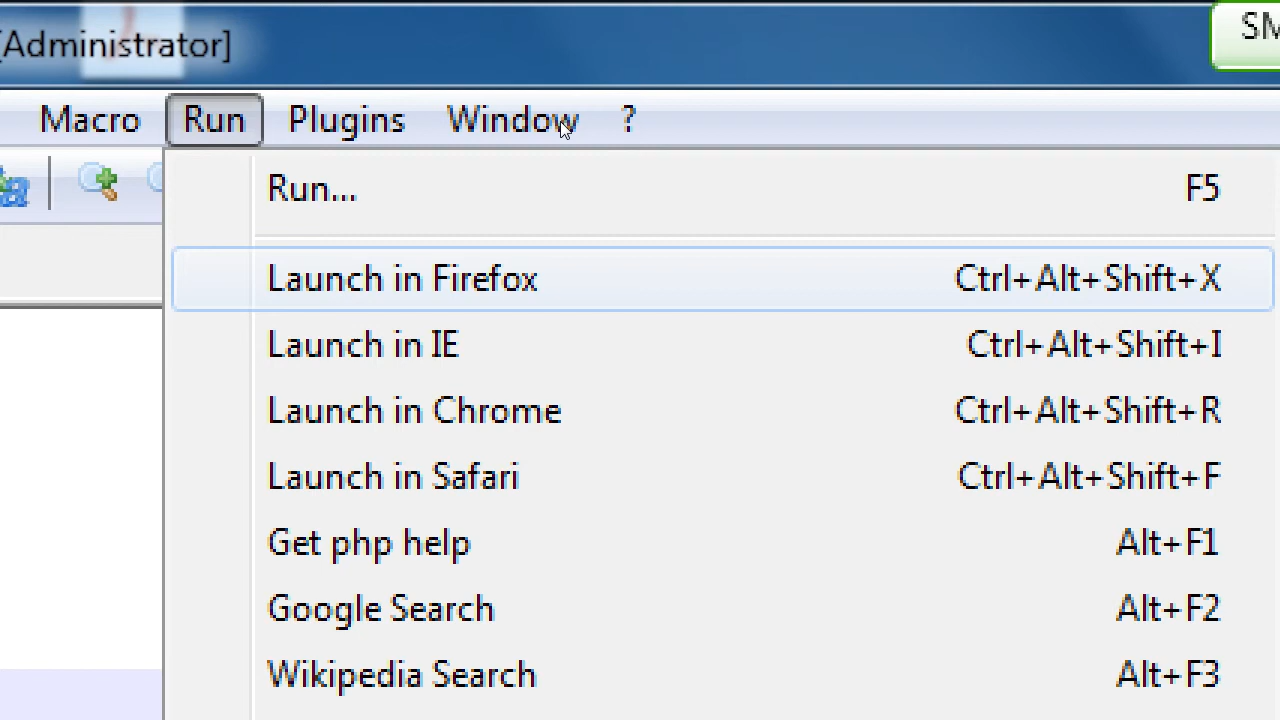 [Administrator]
SM
Macro Run Plugins Window ?
Run... F5
Launch in Firefox Ctrl+Alt+Shift+X
Launch in IE Ctrl+Alt+Shift+I
Launch in Chrome Ctrl+Alt+Shift+R
Launch in Safari Ctrl+Alt+Shift+F
Get php help Alt+F1
Google Search Alt+F2
Wikipedia Search Alt+F3